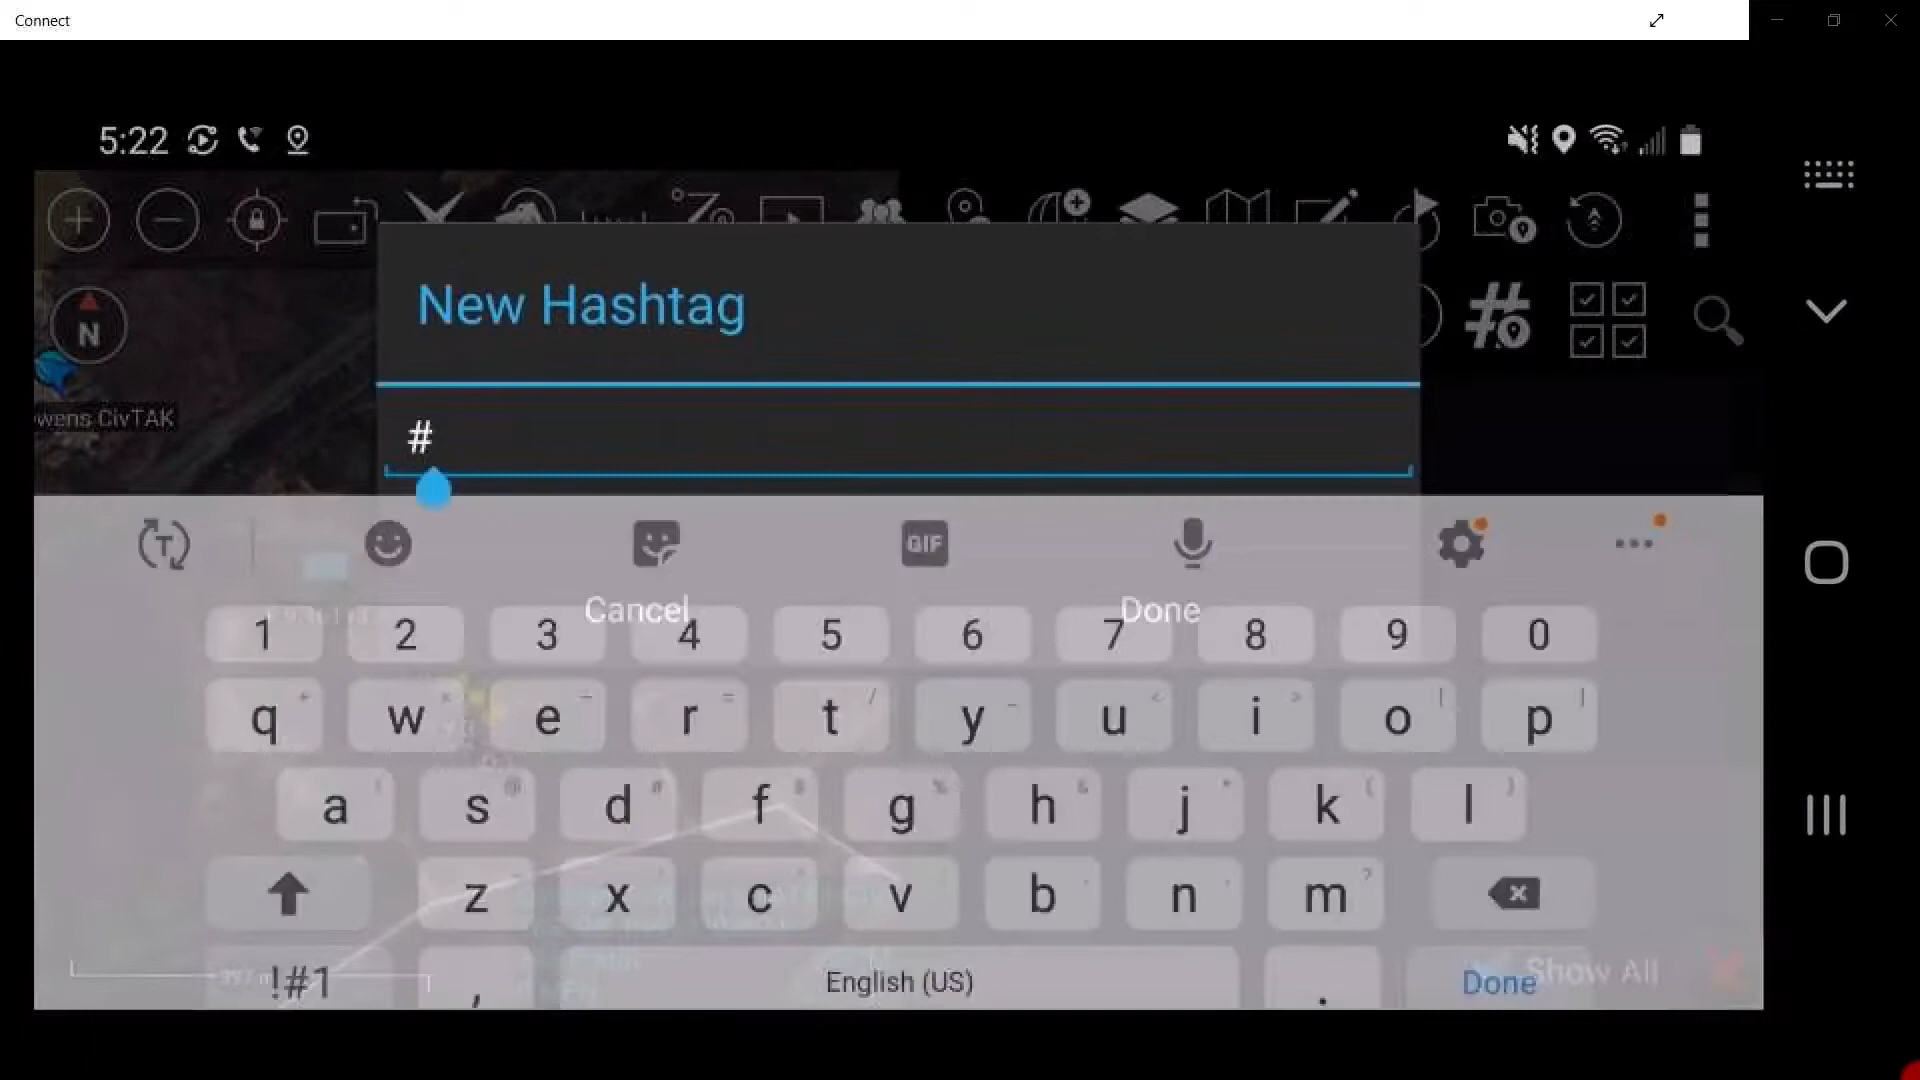 Connect
5:22
New Hashtag
N
wens CivTAK
#
T
GIF
Cancel
Done
1 2 3 4 5 6 7 8 9 0
q w e r t y u i o p
a s d f g h j k l
z x c v b n m
!#1 , English (US) . Done
Show All